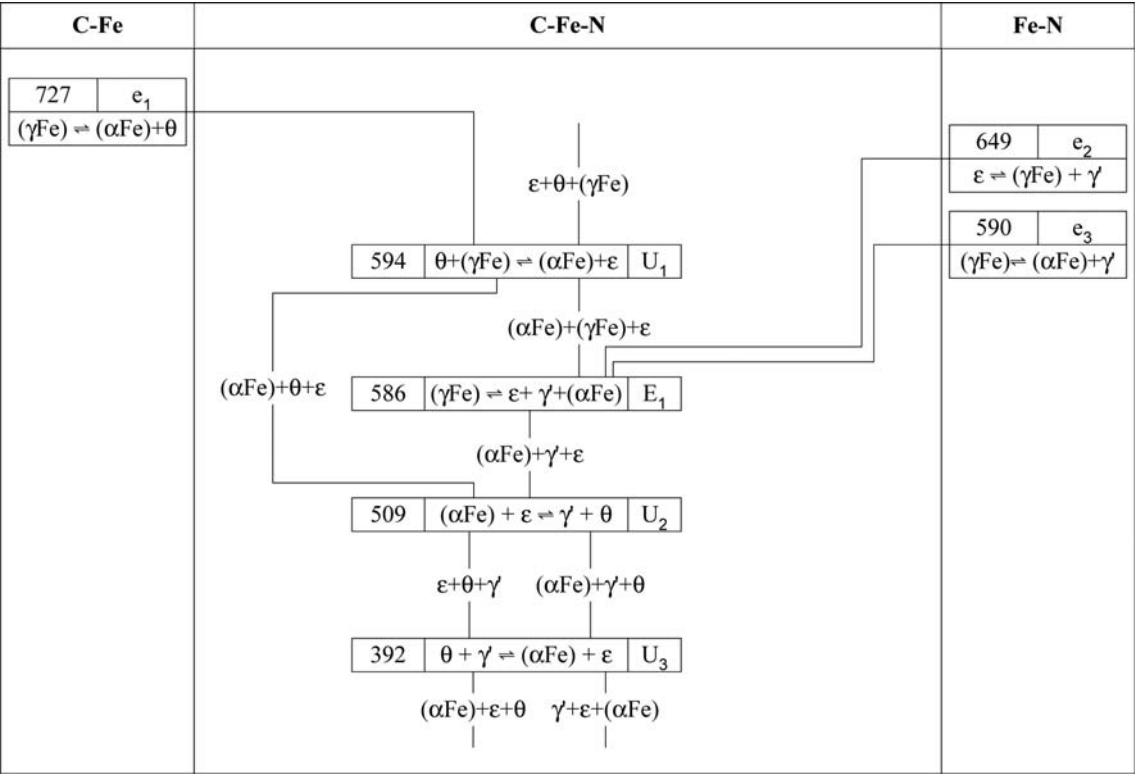 C-Fe
C-Fe-N
Fe-N
727 e₁
(γFe) ⇌ (αFe)+θ
649 e₂
ε ⇌ (γFe) + γ'
ε+θ+(γFe)
590 e₃
(γFe)⇌ (αFe)+γ'
594 θ+(γFe) ⇌ (αFe)+ε U₁
(αFe)+(γFe)+ε
(αFe)+θ+ε
586 (γFe) ⇌ ε+ γ'+(αFe) E₁
(αFe)+γ'+ε
509 (αFe) + ε ⇌ γ' + θ U₂
ε+θ+γ' (αFe)+γ'+θ
392 θ + γ' ⇌ (αFe) + ε U₃
(αFe)+ε+θ γ'+ε+(αFe)